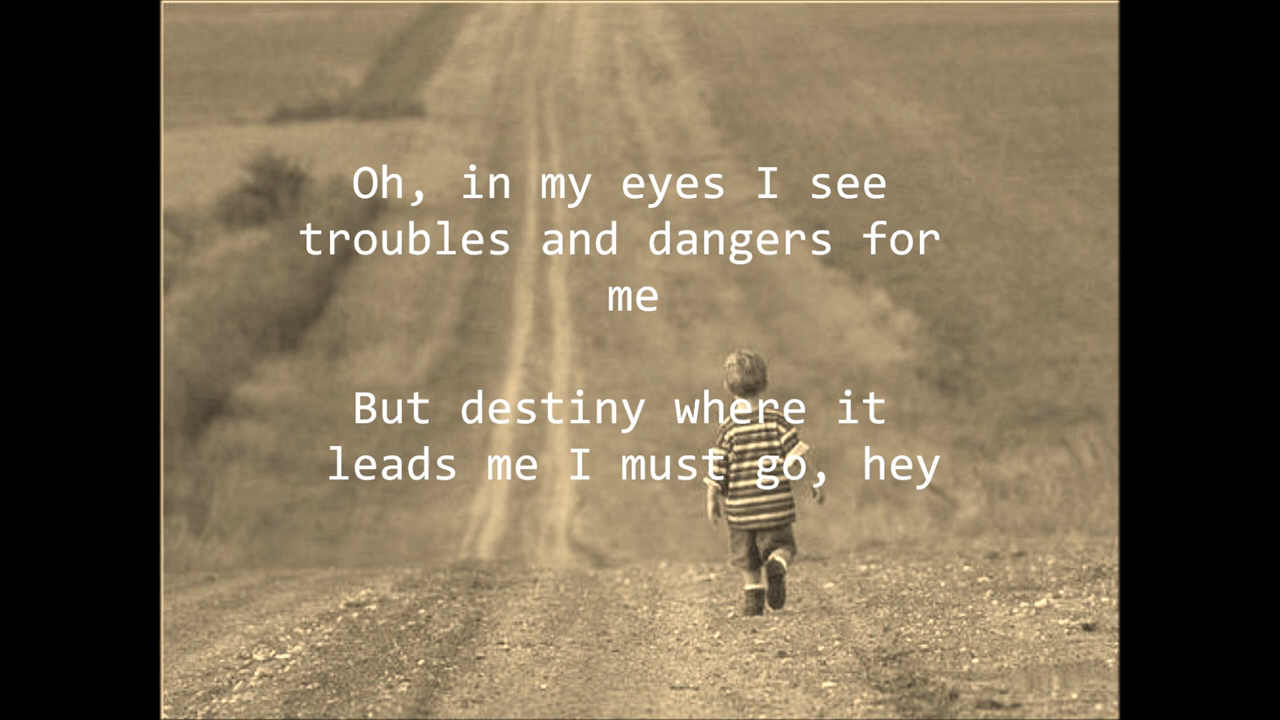 Oh, in my eyes I see
troubles and dangers for
me
But destiny where it
leads me I must go, hey